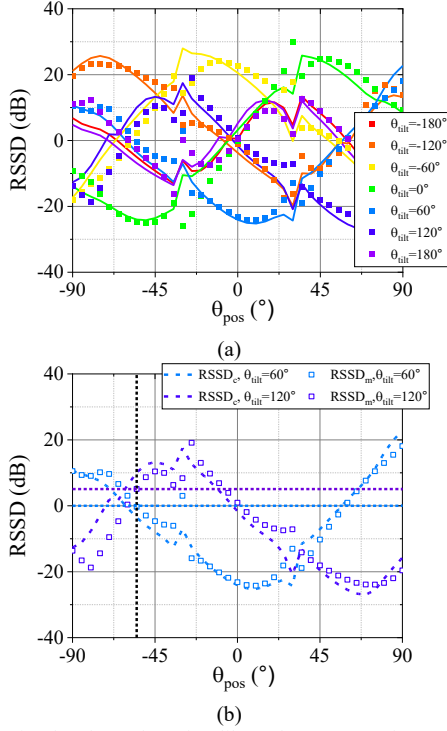 (a)
40
20
0
-20
-40
RSSD (dB)
-90
-45
0
45
90
θpos (°)
θtilt=-180°
θtilt=-120°
θtilt=-60°
θtilt=0°
θtilt=60°
θtilt=120°
θtilt=180°
(a)
(b)
40
20
0
-20
-40
RSSD (dB)
RSSDc, θtilt=60°
RSSDm,θtilt=60°
RSSDc, θtilt=120°
RSSDm,θtilt=120°
-90
-45
0
45
90
θpos (°)
(b)